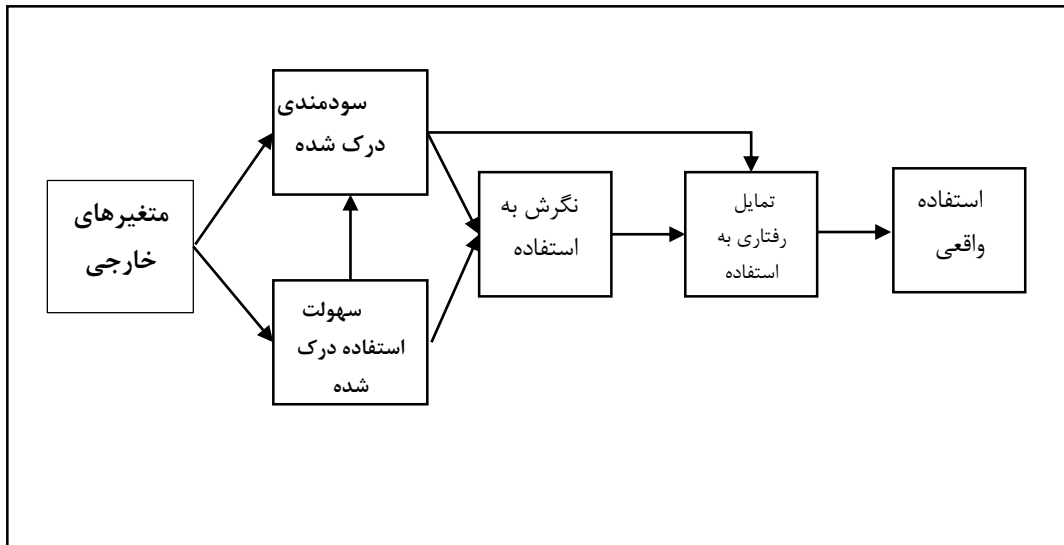 سودمندی
درک شده
متغیرهای
خارجی
سهولت
استفاده درک
شده
نگرش به
استفاده
تمایل
رفتاری به
استفاده
استفاده
واقعی